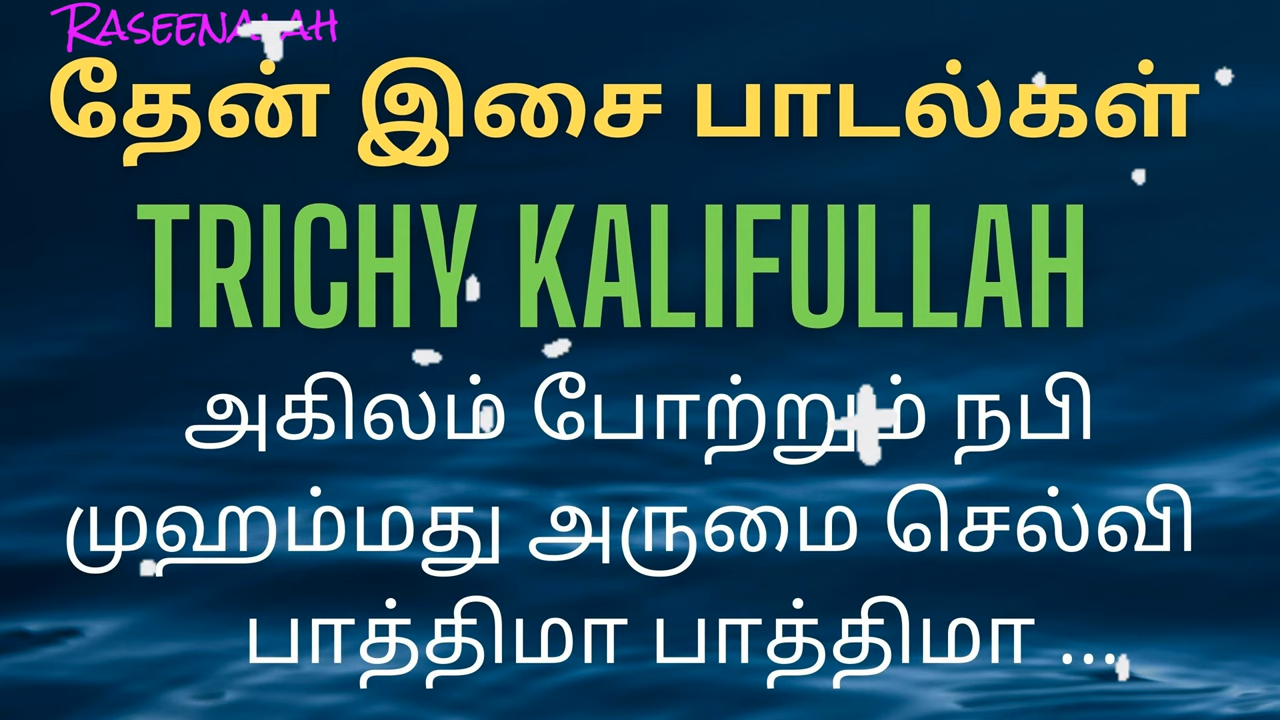 RASEENALAH
தேன் இசை பாடல்கள்
TRICHY KALIFULLAH
அகிலம் போற்றும் நபி
முஹம்மது அருமை செல்வி
பாத்திமா பாத்திமா ...